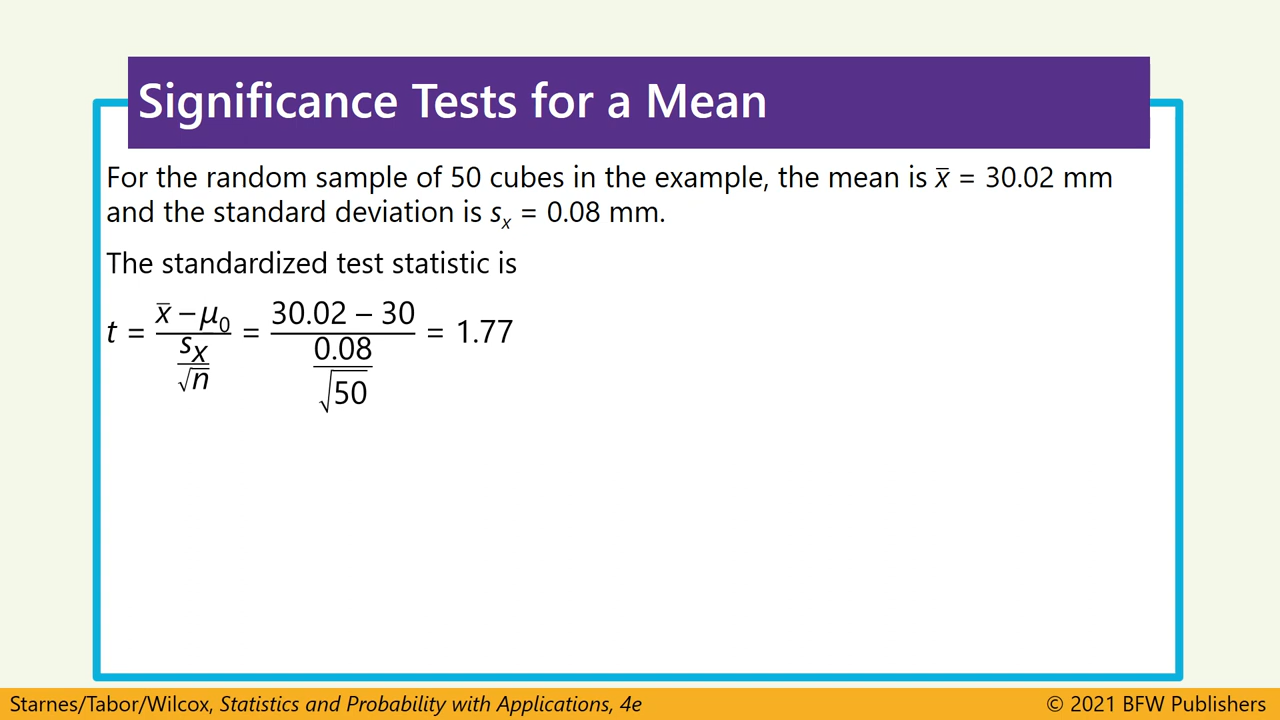 Significance Tests for a Mean
For the random sample of 50 cubes in the example, the mean is x̅ = 30.02 mm
and the standard deviation is sₓ = 0.08 mm.
The standardized test statistic is
t = (x̅ − μ₀)/(sₓ/√n) = (30.02 – 30)/(0.08/√50) = 1.77
Starnes/Tabor/Wilcox, Statistics and Probability with Applications, 4e
© 2021 BFW Publishers